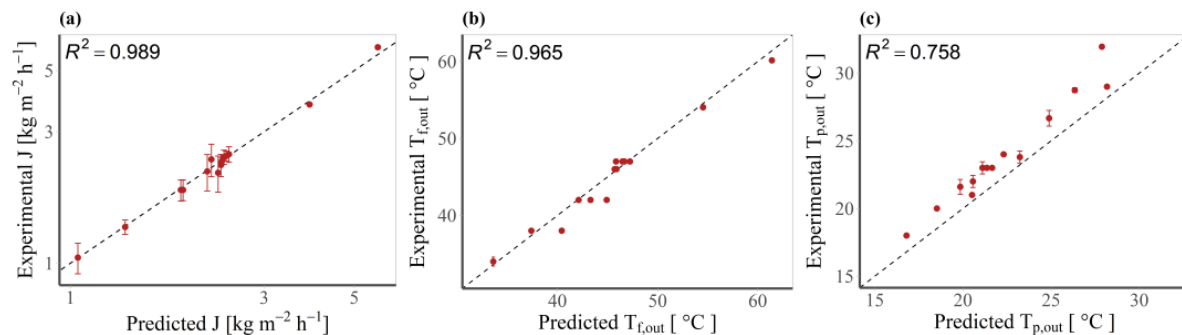 (a)
R² = 0.989
Experimental J [kg m⁻² h⁻¹]
5
3
1
1
3
5
Predicted J [kg m⁻² h⁻¹]
(b)
R² = 0.965
Experimental T_f,out [ °C]
60
50
40
40
50
60
Predicted T_f,out [ °C]
(c)
R² = 0.758
Experimental T_p,out [ °C]
30
25
20
15
15
20
25
30
Predicted T_p,out [ °C]